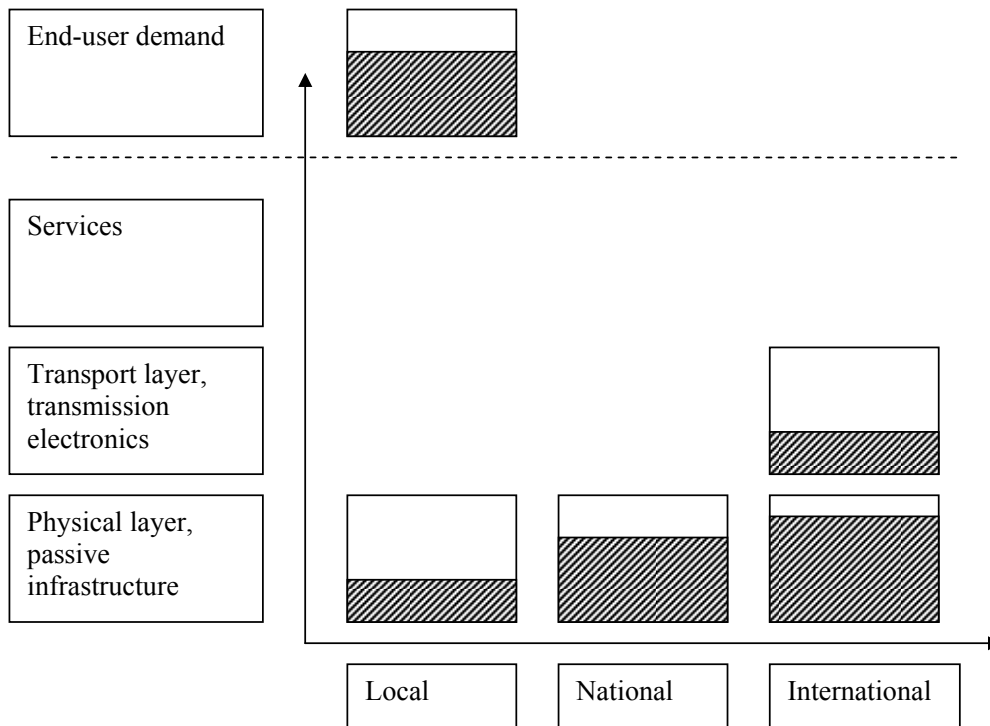 End-user demand
Services
Transport layer,
transmission
electronics
Physical layer,
passive
infrastructure
Local
National
International